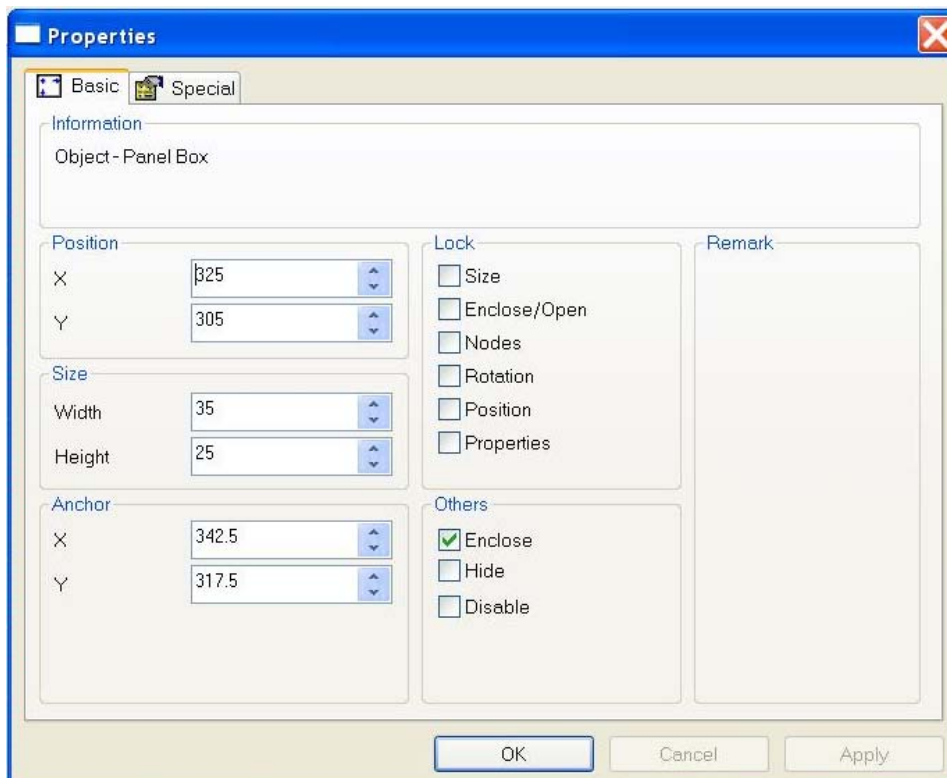 Properties
Basic
Special
Information
Object - Panel Box
Position
X 325
Y 305
Size
Width 35
Height 25
Anchor
X 342.5
Y 317.5
Lock
Size
Enclose/Open
Nodes
Rotation
Position
Properties
Others
Enclose
Hide
Disable
Remark
OK
Cancel
Apply